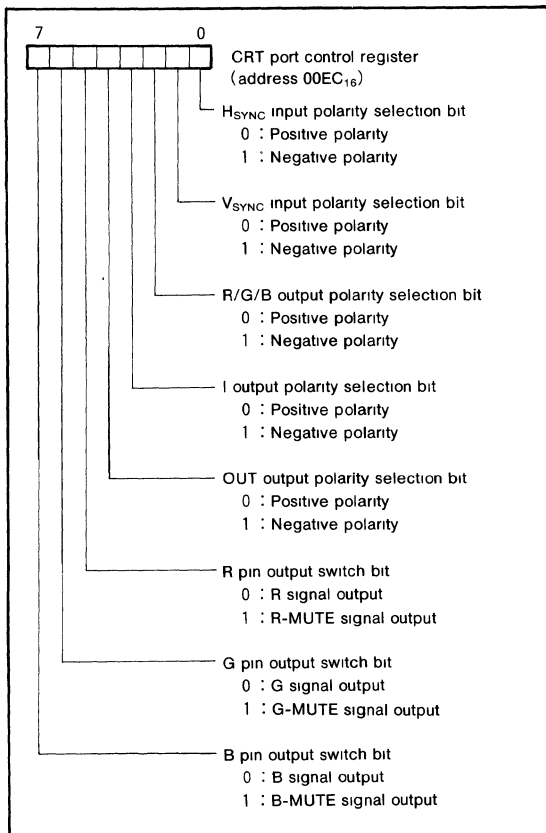 7 0
CRT port control register
(address 00EC₁₆)
H_SYNC input polarity selection bit
0 : Positive polarity
1 : Negative polarity
V_SYNC input polarity selection bit
0 : Positive polarity
1 : Negative polarity
R/G/B output polarity selection bit
0 : Positive polarity
1 : Negative polarity
I output polarity selection bit
0 : Positive polarity
1 : Negative polarity
OUT output polarity selection bit
0 : Positive polarity
1 : Negative polarity
R pin output switch bit
0 : R signal output
1 : R-MUTE signal output
G pin output switch bit
0 : G signal output
1 : G-MUTE signal output
B pin output switch bit
0 : B signal output
1 : B-MUTE signal output